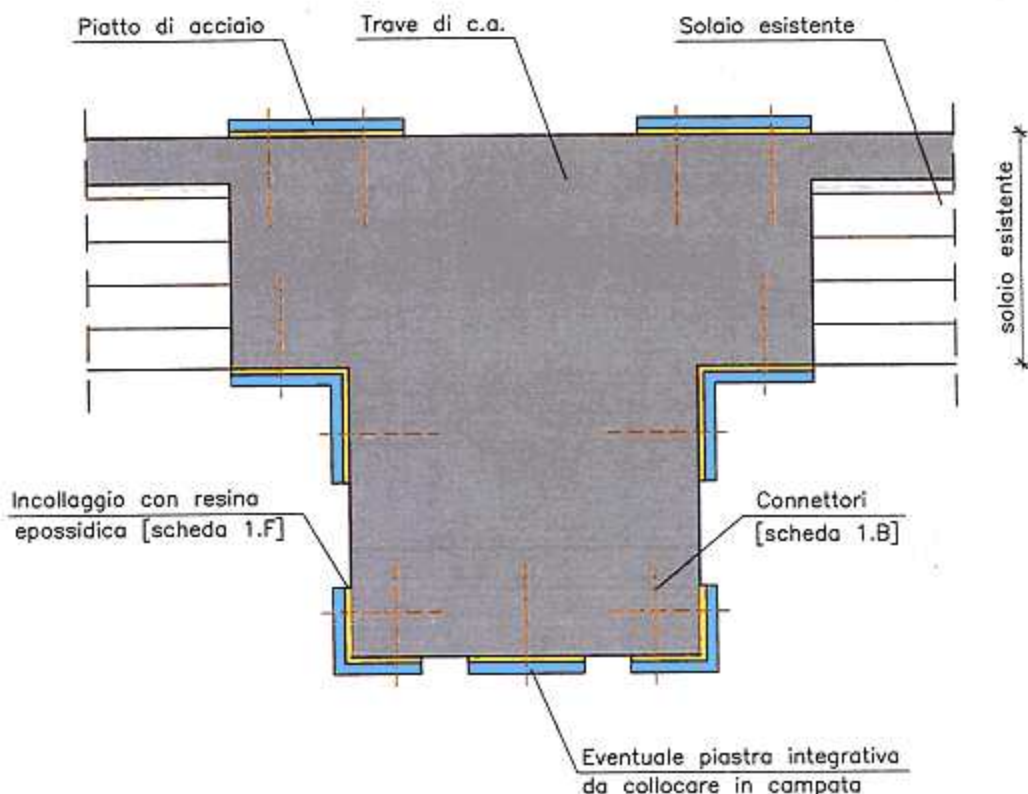 Piatto di acciaio
Trave di c.a.
Solaio esistente
solaio esistente
Incollaggio con resina
epossidica [scheda 1.F]
Connettori
[scheda 1.B]
Eventuale piastra integrativa
da collocare in campata